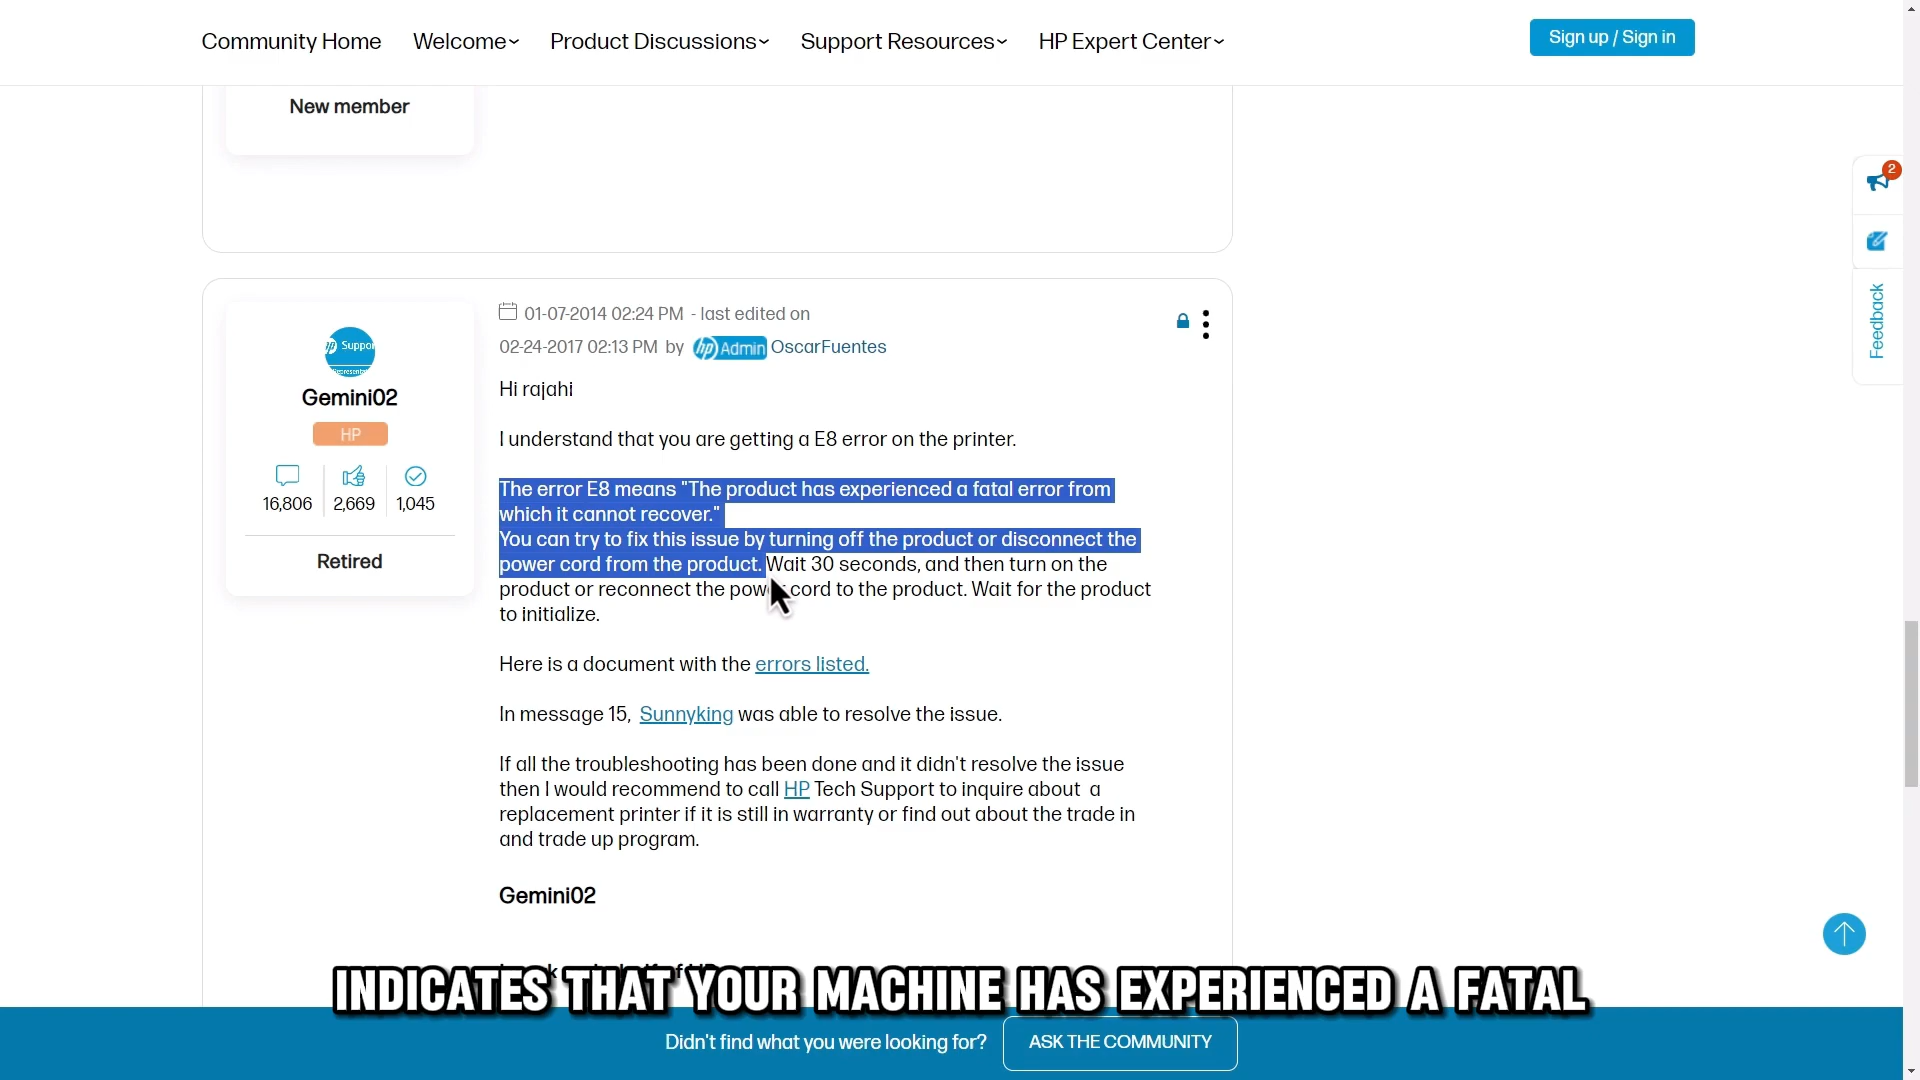 Community Home Welcome Product Discussions Support Resources HP Expert Center Sign up / Sign in
New member
2
Feedback
01-07-2014 02:24 PM - last edited on
02-24-2017 02:13 PM by hp Admin OscarFuentes
hp Support
Representative
Gemini02
HP
16,806 2,669 1,045
Retired
Hi rajahi
I understand that you are getting a E8 error on the printer.
The error E8 means "The product has experienced a fatal error from
which it cannot recover."
You can try to fix this issue by turning off the product or disconnect the
power cord from the product. Wait 30 seconds, and then turn on the
product or reconnect the power cord to the product. Wait for the product
to initialize.
Here is a document with the errors listed.
In message 15, Sunnyking was able to resolve the issue.
If all the troubleshooting has been done and it didn't resolve the issue
then I would recommend to call HP Tech Support to inquire about a
replacement printer if it is still in warranty or find out about the trade in
and trade up program.
Gemini02
INDICATES THAT YOUR MACHINE HAS EXPERIENCED A FATAL
Didn't find what you were looking for? ASK THE COMMUNITY